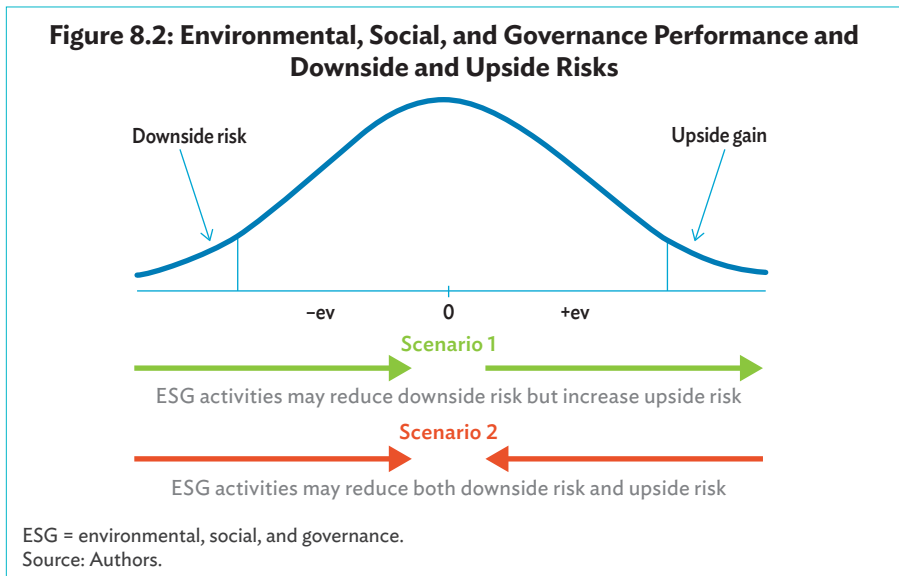 Figure 8.2: Environmental, Social, and Governance Performance and
Downside and Upside Risks
Downside risk
Upside gain
–ev
0
+ev
Scenario 1
ESG activities may reduce downside risk but increase upside risk
Scenario 2
ESG activities may reduce both downside risk and upside risk
ESG = environmental, social, and governance.
Source: Authors.